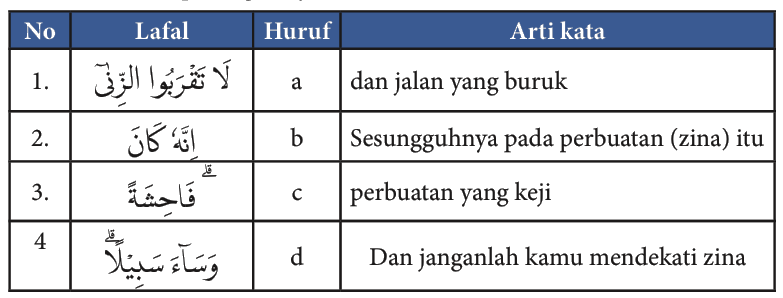 No Lafal Huruf Arti kata
1. لَا تَقْرَبُوا الزِّنٰىٓ a dan jalan yang buruk
2. اِنَّهٗ كَانَ b Sesungguhnya pada perbuatan (zina) itu
3. فَاحِشَةًۗ c perbuatan yang keji
4 وَسَاۤءَ سَبِيْلًاۗ d Dan janganlah kamu mendekati zina